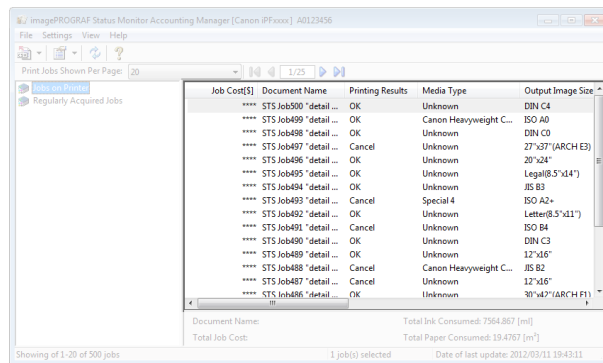 imagePROGRAF Status Monitor Accounting Manager [Canon iPFxxxx] A0123456
File Settings View Help
Print Jobs Shown Per Page: 20 1/25
Jobs on Printer
Regularly Acquired Jobs
Job Cost[$] Document Name Printing Results Media Type Output Image Size
**** STS Job500 "detail ... OK Unknown DIN C4
**** STS Job499 "detail ... OK Canon Heavyweight C... ISO A0
**** STS Job498 "detail ... OK Unknown DIN C0
**** STS Job497 "detail ... Cancel Unknown 27"x37"(ARCH E3)
**** STS Job496 "detail ... OK Unknown 20"x24"
**** STS Job495 "detail ... OK Unknown Legal(8.5"x14")
**** STS Job494 "detail ... OK Unknown JIS B3
**** STS Job493 "detail ... Cancel Special 4 ISO A2+
**** STS Job492 "detail ... OK Unknown Letter(8.5"x11")
**** STS Job491 "detail ... Cancel Unknown ISO B4
**** STS Job490 "detail ... OK Unknown DIN C3
**** STS Job489 "detail ... OK Unknown 12"x16"
**** STS Job488 "detail ... Cancel Canon Heavyweight C... JIS B2
**** STS Job487 "detail ... Cancel Unknown 12"x16"
**** STS Job486 "detail ... OK Unknown 30"x42"(ARCH E1)
Document Name: Total Ink Consumed: 7564.867 [ml]
Total Job Cost: Total Paper Consumed: 19.4767 [m²]
Showing of 1-20 of 500 jobs 1 job(s) selected Date of last update: 2012/03/11 19:43:11